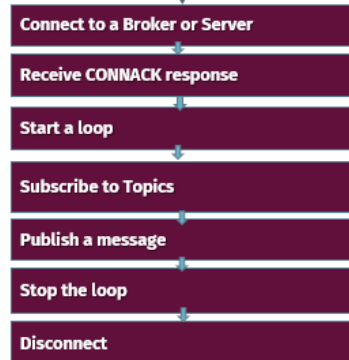 Connect to a Broker or Server
Receive CONNACK response
Start a loop
Subscribe to Topics
Publish a message
Stop the loop
Disconnect